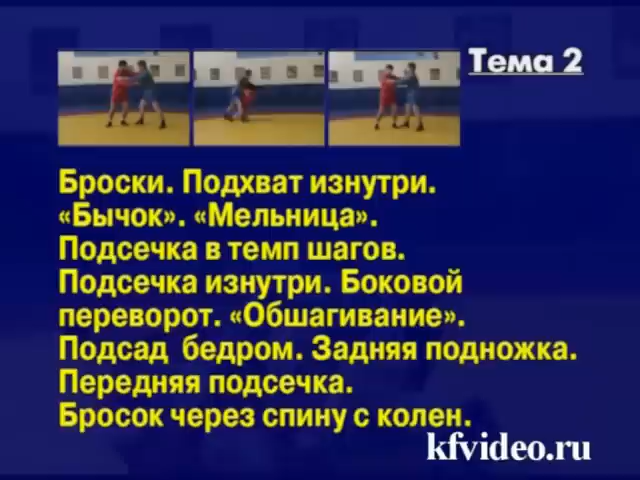 Тема 2
Броски. Подхват изнутри.
«Бычок». «Мельница».
Подсечка в темп шагов.
Подсечка изнутри. Боковой
переворот. «Обшагивание».
Подсад бедром. Задняя подножка.
Передняя подсечка.
Бросок через спину с колен.
kfvideo.ru